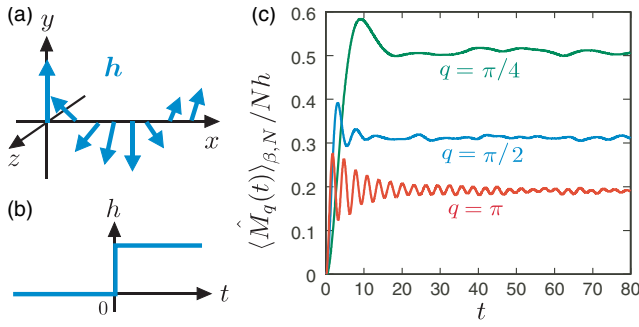 (a)
y
h
x
z
(b)
h
0
t
(c)
⟨M̂_q(t)⟩_{β,N}/Nh
0.6
0.5
0.4
0.3
0.2
0.1
0
q = π/4
q = π/2
q = π
0 10 20 30 40 50 60 70 80
t